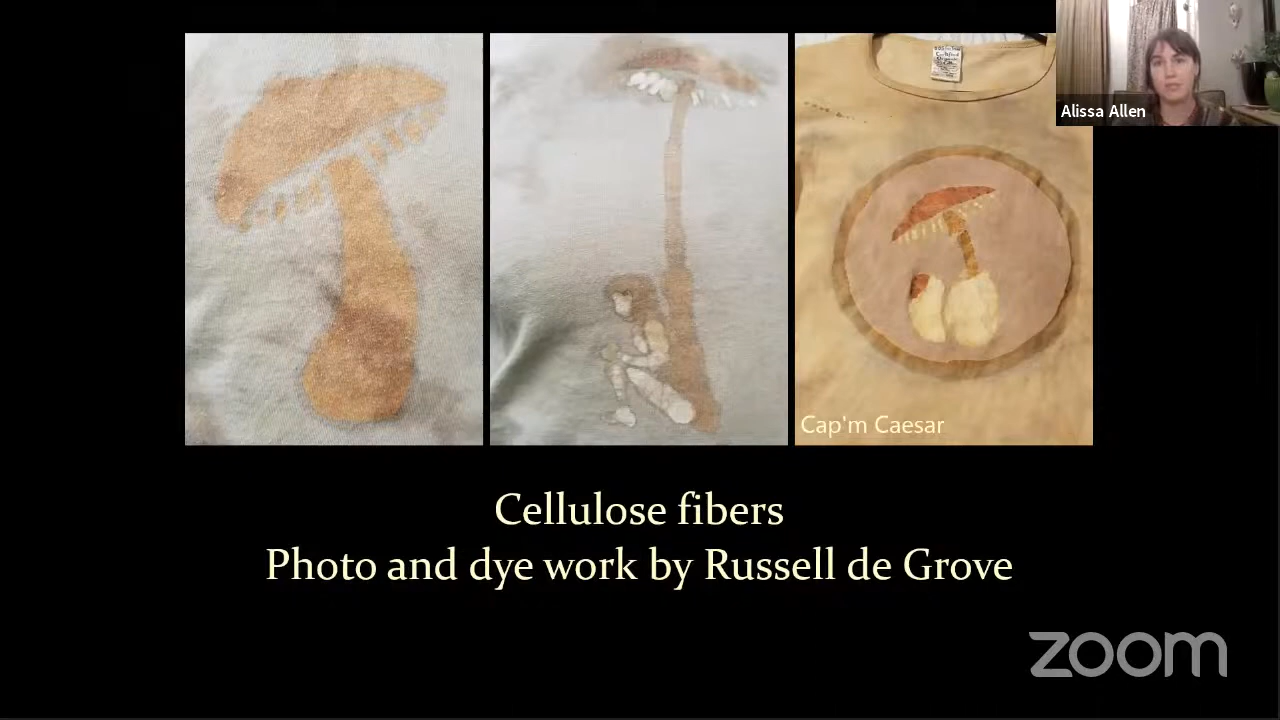 Alissa Allen
Cap'm Caesar
Cellulose fibers
Photo and dye work by Russell de Grove
zoom